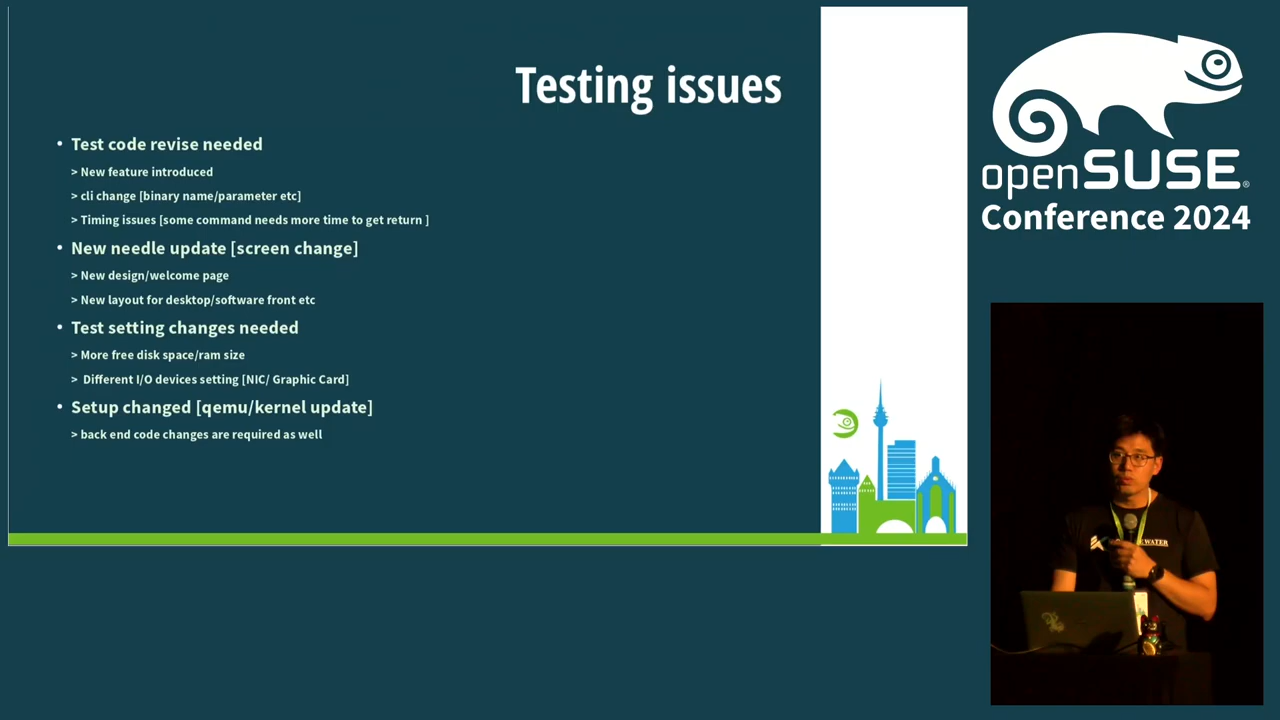 Testing issues
• Test code revise needed
> New feature introduced
> cli change [binary name/parameter etc]
> Timing issues [some command needs more time to get return ]
• New needle update [screen change]
> New design/welcome page
> New layout for desktop/software front etc
• Test setting changes needed
> More free disk space/ram size
> Different I/O devices setting [NIC/ Graphic Card]
• Setup changed [qemu/kernel update]
> back end code changes are required as well
openSUSE®
Conference 2024
WATER